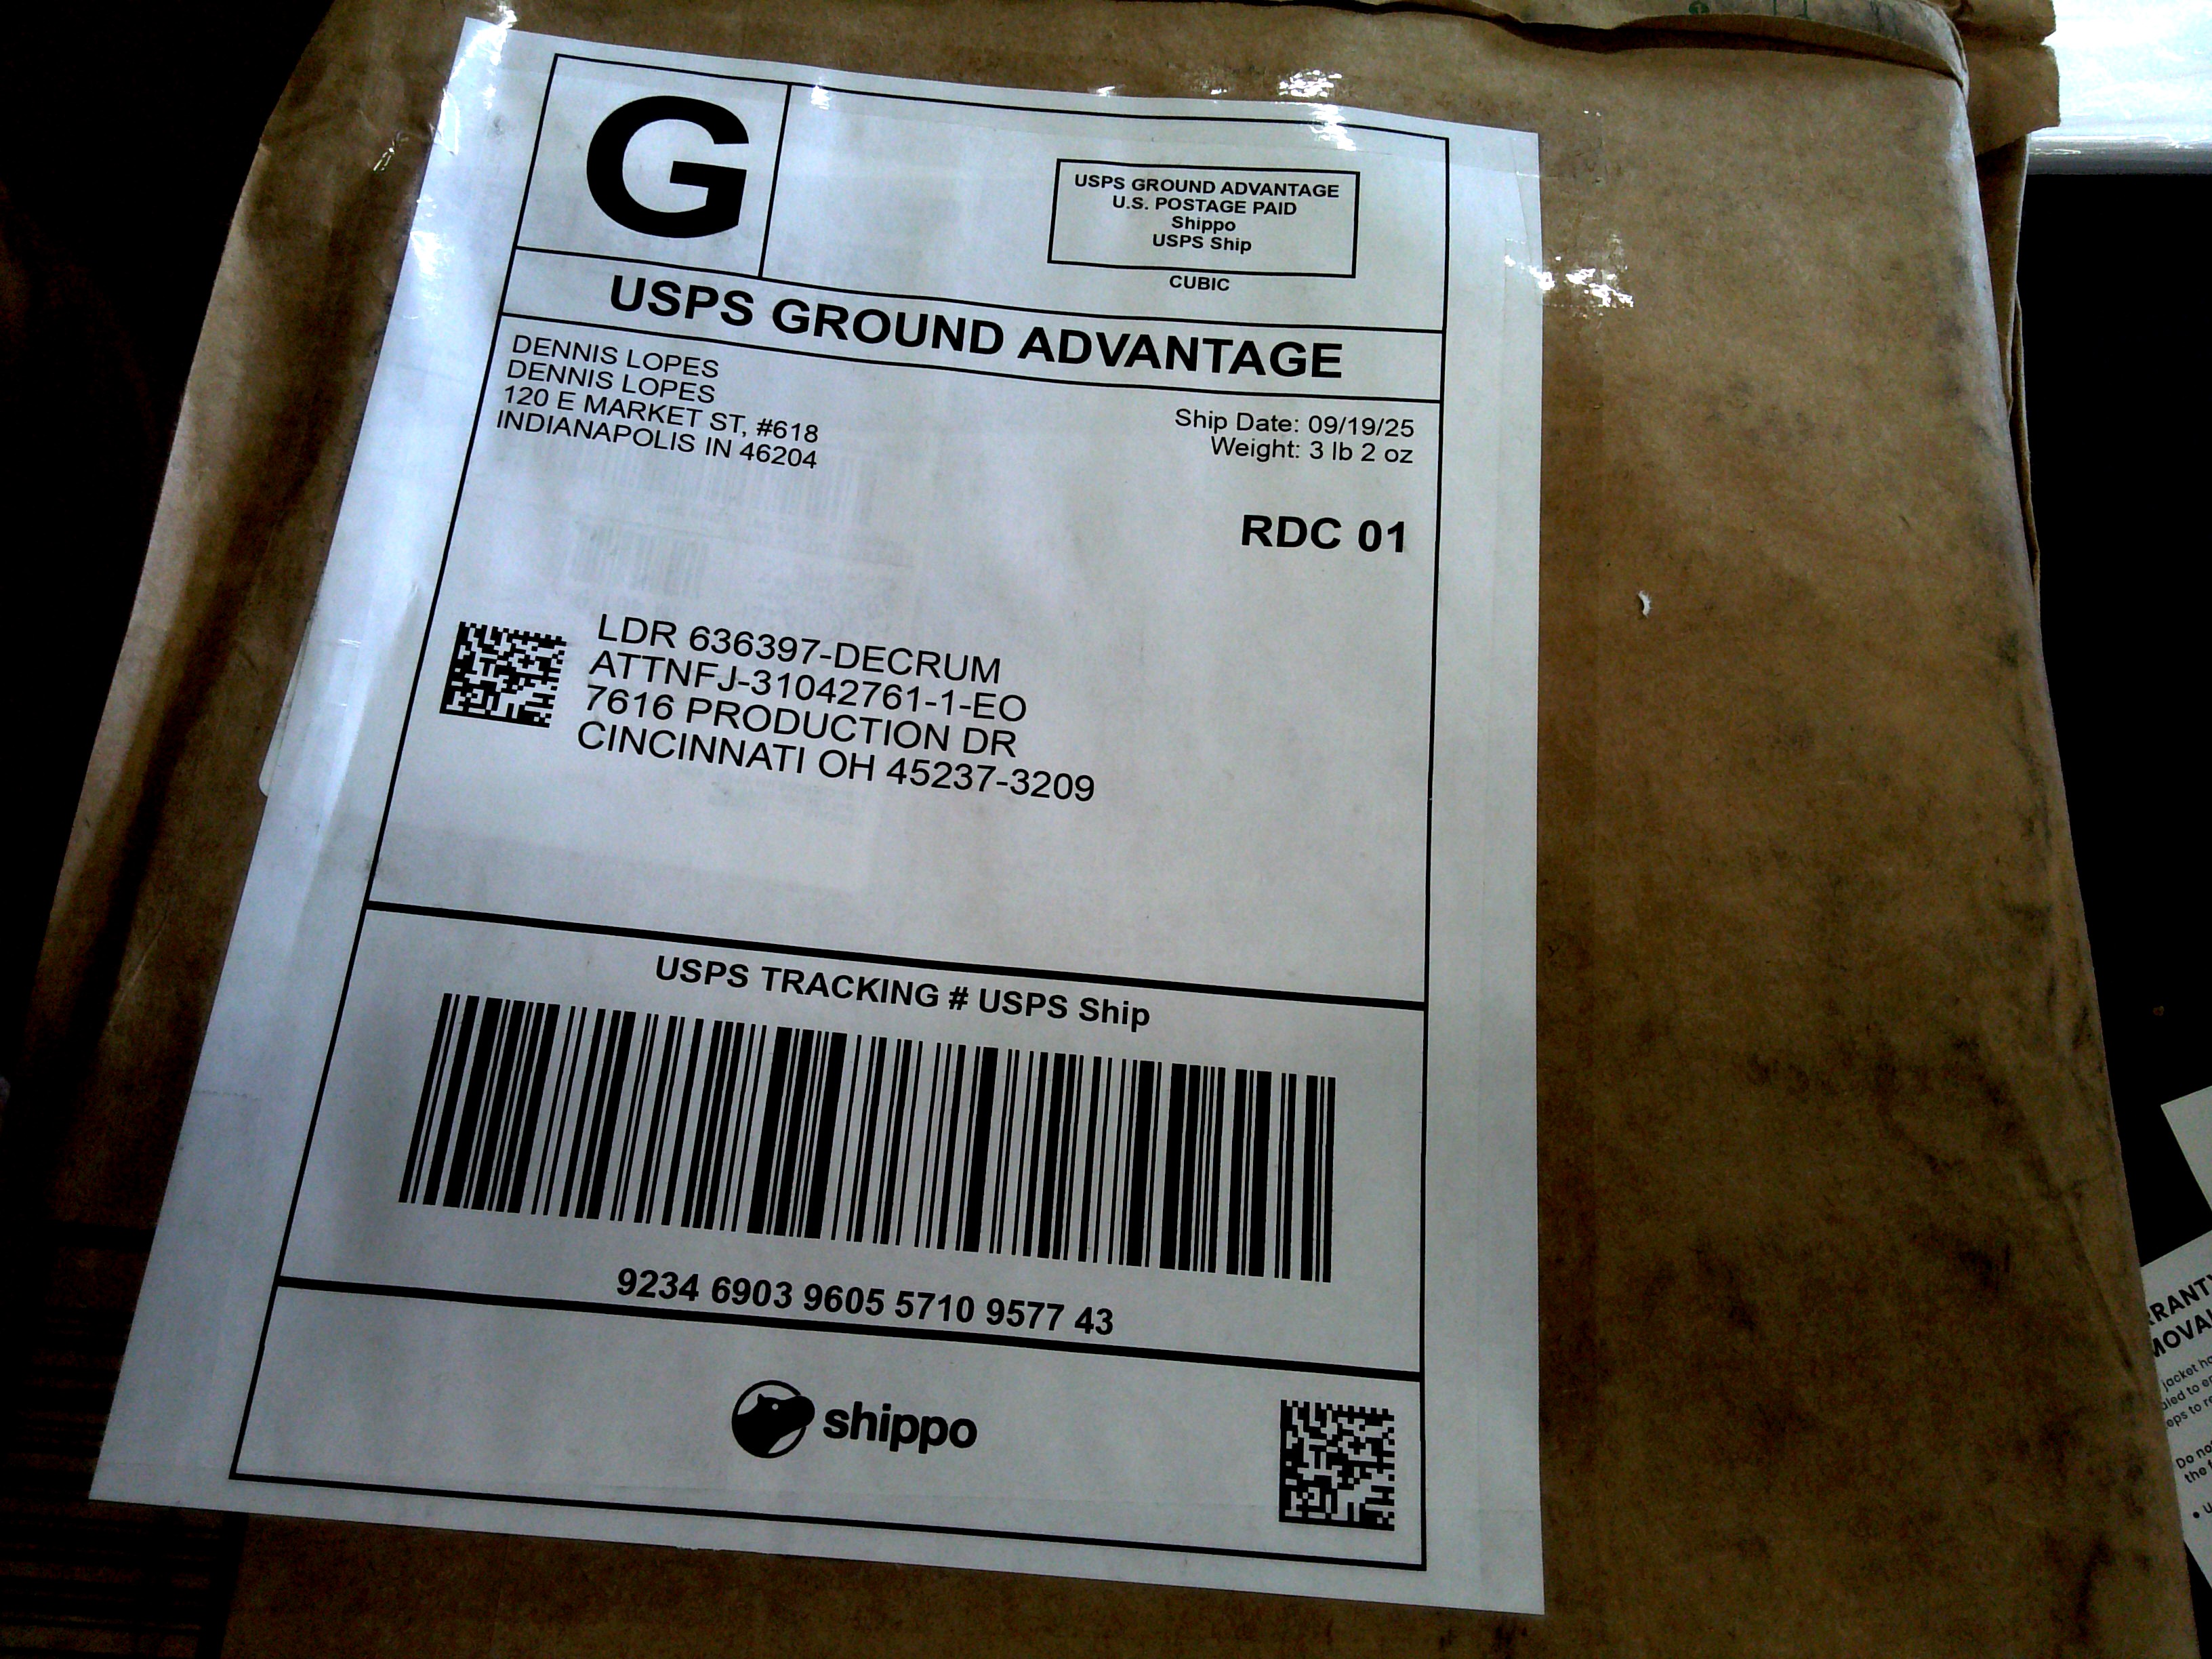 G
USPS GROUND ADVANTAGE
U.S. POSTAGE PAID
Shippo
USPS Ship
CUBIC
USPS GROUND ADVANTAGE
DENNIS LOPES
DENNIS LOPES
120 E MARKET ST, #618
INDIANAPOLIS IN 46204
Ship Date: 09/19/25
Weight: 3 lb 2 oz
RDC 01
LDR 636397-DECRUM
ATTNFJ-31042761-1-EO
7616 PRODUCTION DR
CINCINNATI OH 45237-3209
USPS TRACKING # USPS Ship
9234 6903 9605 5710 9577 43
shippo
jacket
Do
the